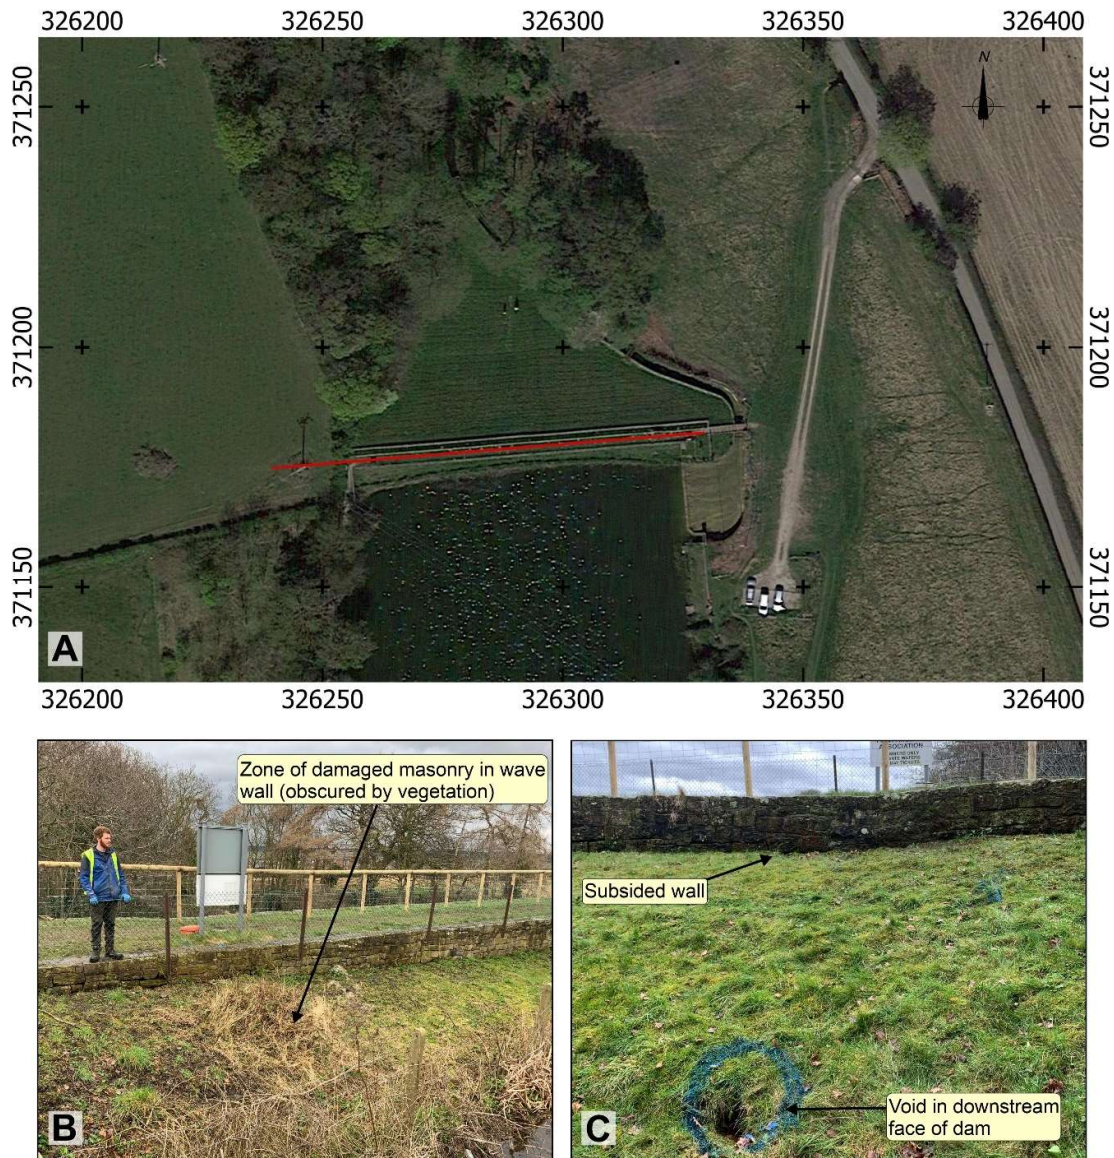 326200 326250 326300 326350 326400
N
371250 371250
371200 371200
371150 371150
A
326200 326250 326300 326350 326400
Zone of damaged masonry in wave
wall (obscured by vegetation)
B
ASSOCIATION
Subsided wall
Void in downstream
face of dam
C